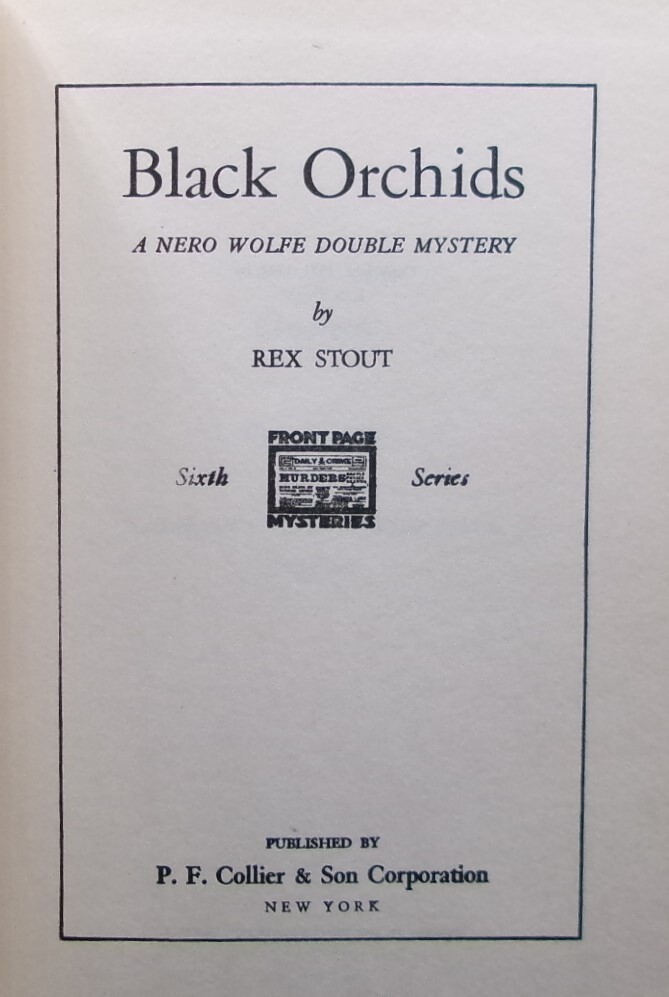 Black Orchids
A NERO WOLFE DOUBLE MYSTERY
by
REX STOUT
FRONT PAGE
DAILY
MURDERS
MYSTERIES
Sixth
Series
PUBLISHED BY
P. F. Collier & Son Corporation
NEW YORK